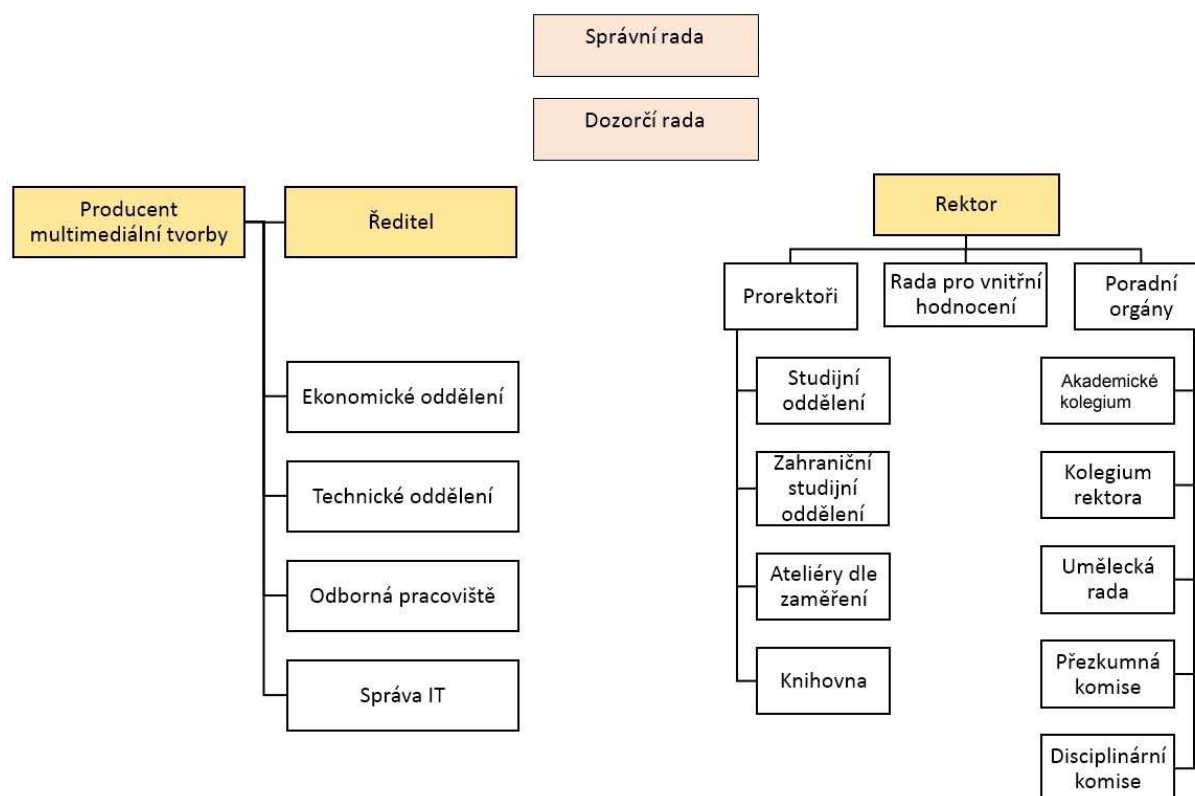 Správní rada
Dozorčí rada
Producent
multimediální tvorby
Ředitel
Ekonomické oddělení
Technické oddělení
Odborná pracoviště
Správa IT
Rektor
Prorektoři
Rada pro vnitřní
hodnocení
Poradní
orgány
Studijní
oddělení
Zahraniční
studijní
oddělení
Ateliéry dle
zaměření
Knihovna
Akademické
kolegium
Kolegium
rektora
Umělecká
rada
Přezkumná
komise
Disciplinární
komise